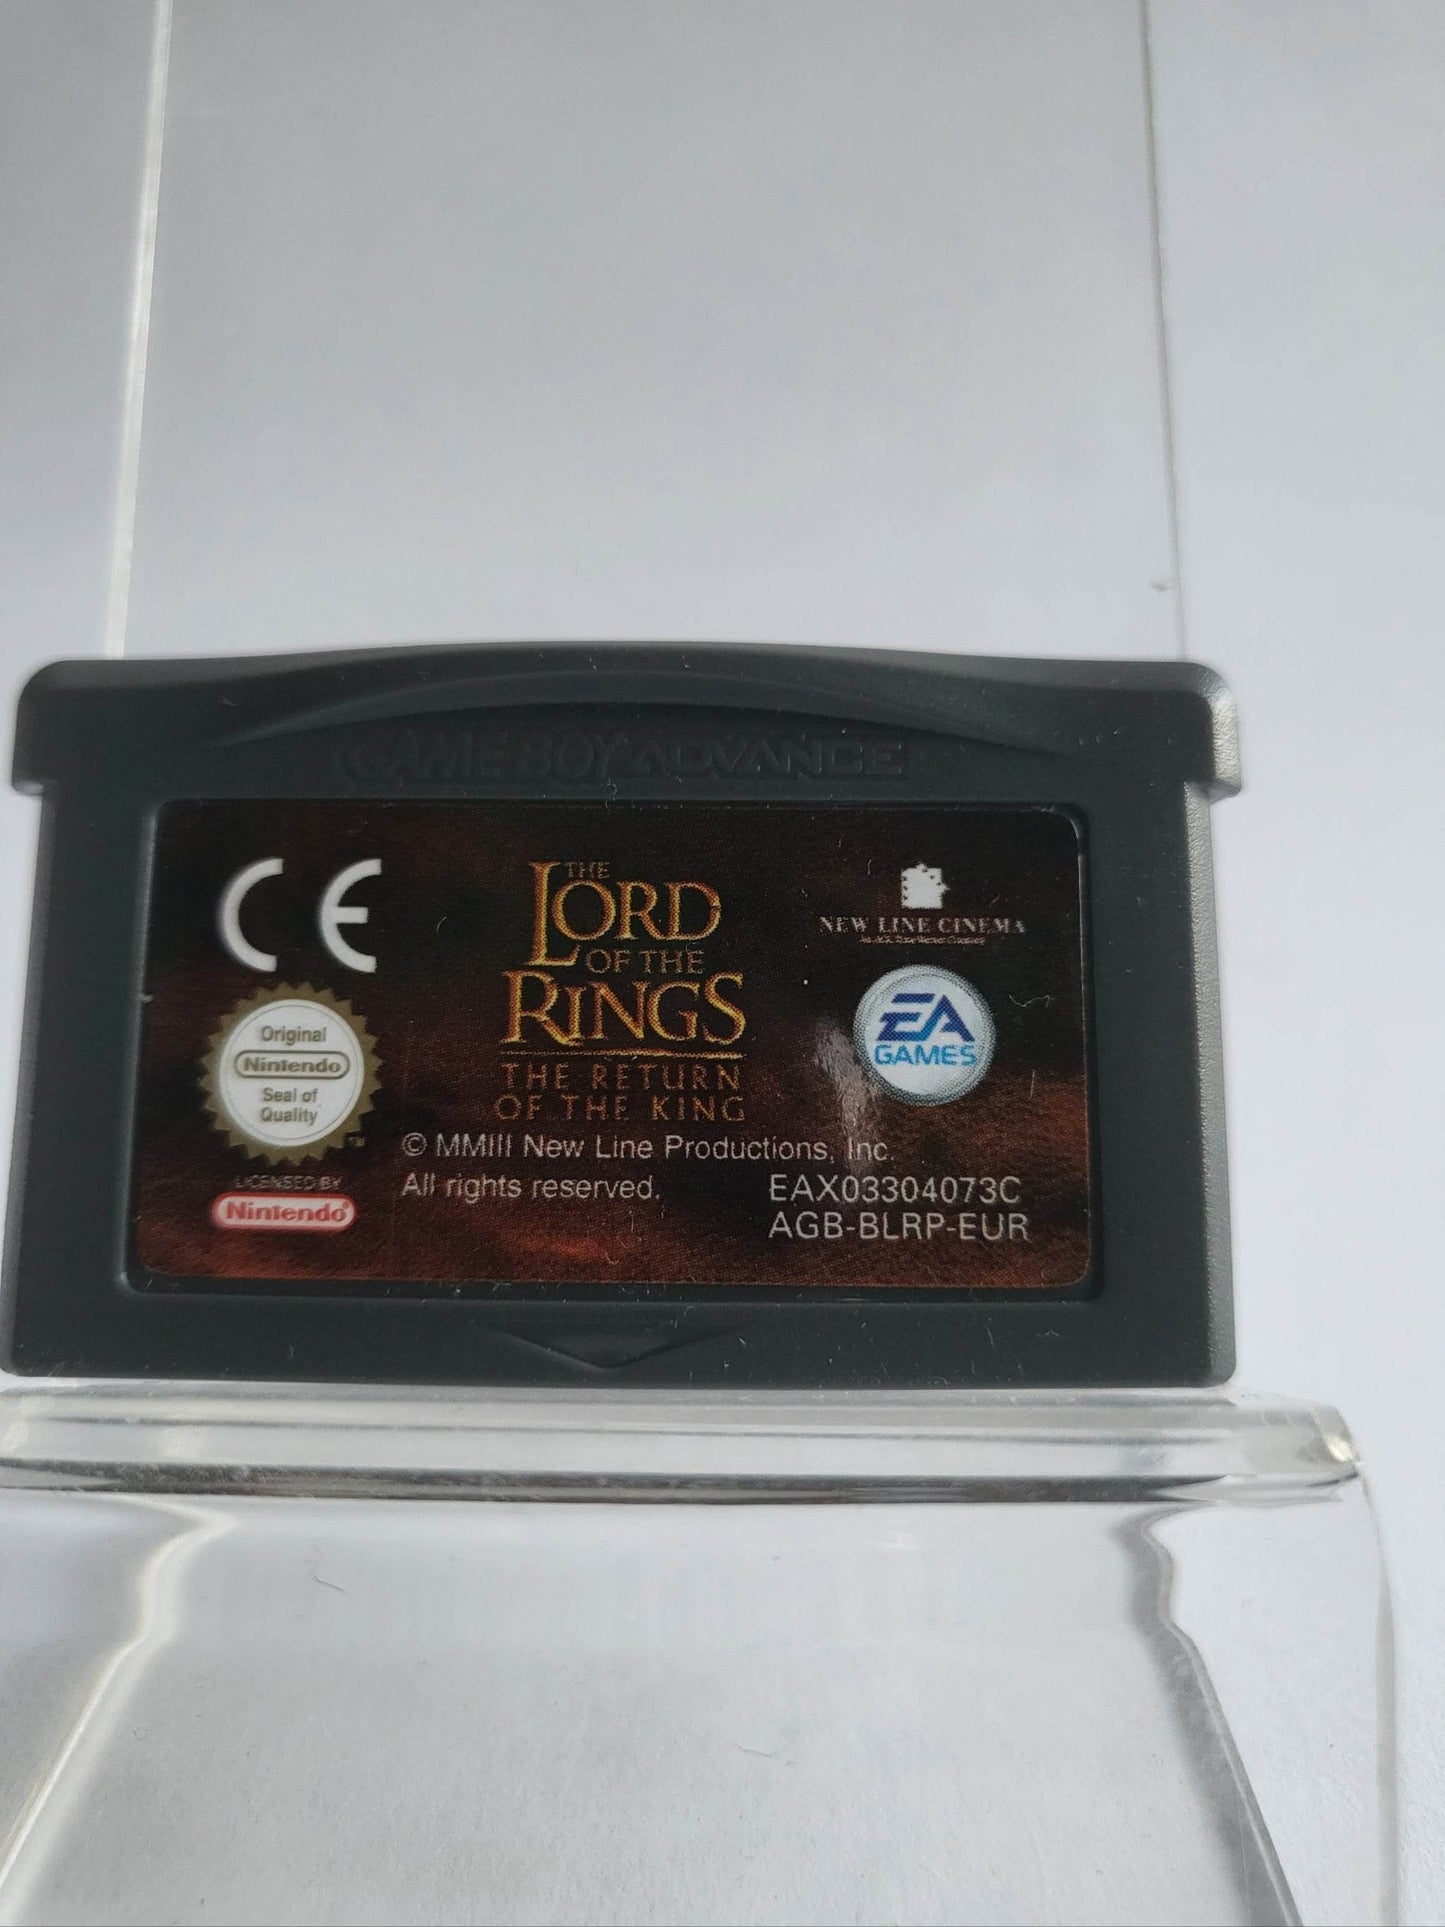 GAME BOY ADVANCE
CE
THE
LORD
OF THE
RINGS
THE RETURN
OF THE KING
NEW LINE CINEMA
EA
GAMES
Original
Nintendo
Seal of
Quality
TM
LICENSED BY
Nintendo®
© MMIII New Line Productions, Inc.
All rights reserved.
EAX03304073C
AGB-BLRP-EUR